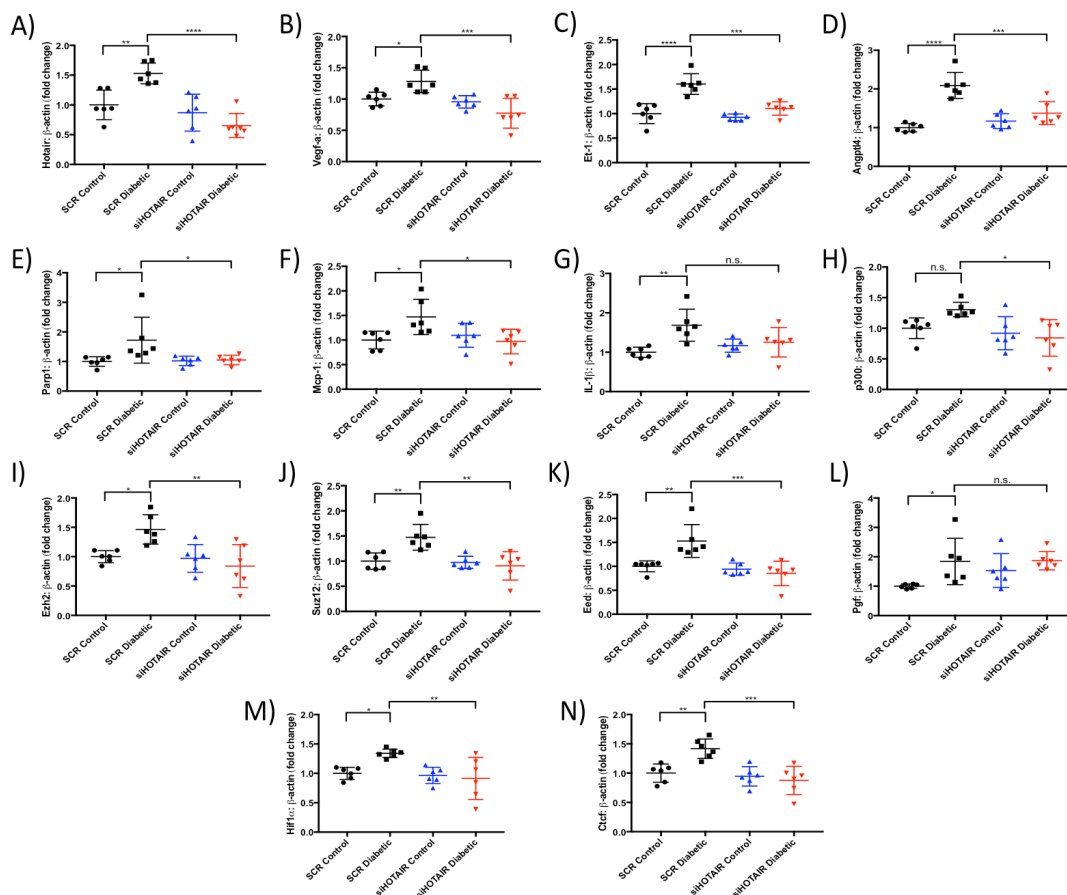 A)
Hotair: β-actin (fold change)
2.0
1.5
1.0
0.5
0.0
**
****
SCR Control
SCR Diabetic
siHOTAIR Control
siHOTAIR Diabetic
B)
Vegf-a: β-actin (fold change)
2.0
1.5
1.0
0.5
0.0
*
***
SCR Control
SCR Diabetic
siHOTAIR Control
siHOTAIR Diabetic
C)
Et-1: β-actin (fold change)
2.5
2.0
1.5
1.0
0.5
0.0
****
***
SCR Control
SCR Diabetic
siHOTAIR Control
siHOTAIR Diabetic
D)
Angptl4: β-actin (fold change)
3
2
1
0
****
***
SCR Control
SCR Diabetic
siHOTAIR Control
siHOTAIR Diabetic
E)
Parp1: β-actin (fold change)
4
3
2
1
0
*
*
SCR Control
SCR Diabetic
siHOTAIR Control
siHOTAIR Diabetic
F)
Mcp-1: β-actin (fold change)
2.5
2.0
1.5
1.0
0.5
0.0
*
*
SCR Control
SCR Diabetic
siHOTAIR Control
siHOTAIR Diabetic
G)
IL-1β: β-actin (fold change)
3
2
1
0
**
n.s.
SCR Control
SCR Diabetic
siHOTAIR Control
siHOTAIR Diabetic
H)
p300: β-actin (fold change)
2.0
1.5
1.0
0.5
0.0
n.s.
*
SCR Control
SCR Diabetic
siHOTAIR Control
siHOTAIR Diabetic
I)
Ezh2: β-actin (fold change)
2.0
1.5
1.0
0.5
0.0
*
**
SCR Control
SCR Diabetic
siHOTAIR Control
siHOTAIR Diabetic
J)
Suz12: β-actin (fold change)
2.5
2.0
1.5
1.0
0.5
0.0
**
**
SCR Control
SCR Diabetic
siHOTAIR Control
siHOTAIR Diabetic
K)
Eed: β-actin (fold change)
2.5
2.0
1.5
1.0
0.5
0.0
**
***
SCR Control
SCR Diabetic
siHOTAIR Control
siHOTAIR Diabetic
L)
Pgf: β-actin (fold change)
4
3
2
1
0
*
n.s.
SCR Control
SCR Diabetic
siHOTAIR Control
siHOTAIR Diabetic
M)
Hif1α: β-actin (fold change)
2.0
1.5
1.0
0.5
0.0
*
**
SCR Control
SCR Diabetic
siHOTAIR Control
siHOTAIR Diabetic
N)
Ctcf: β-actin (fold change)
2.0
1.5
1.0
0.5
0.0
**
***
SCR Control
SCR Diabetic
siHOTAIR Control
siHOTAIR Diabetic